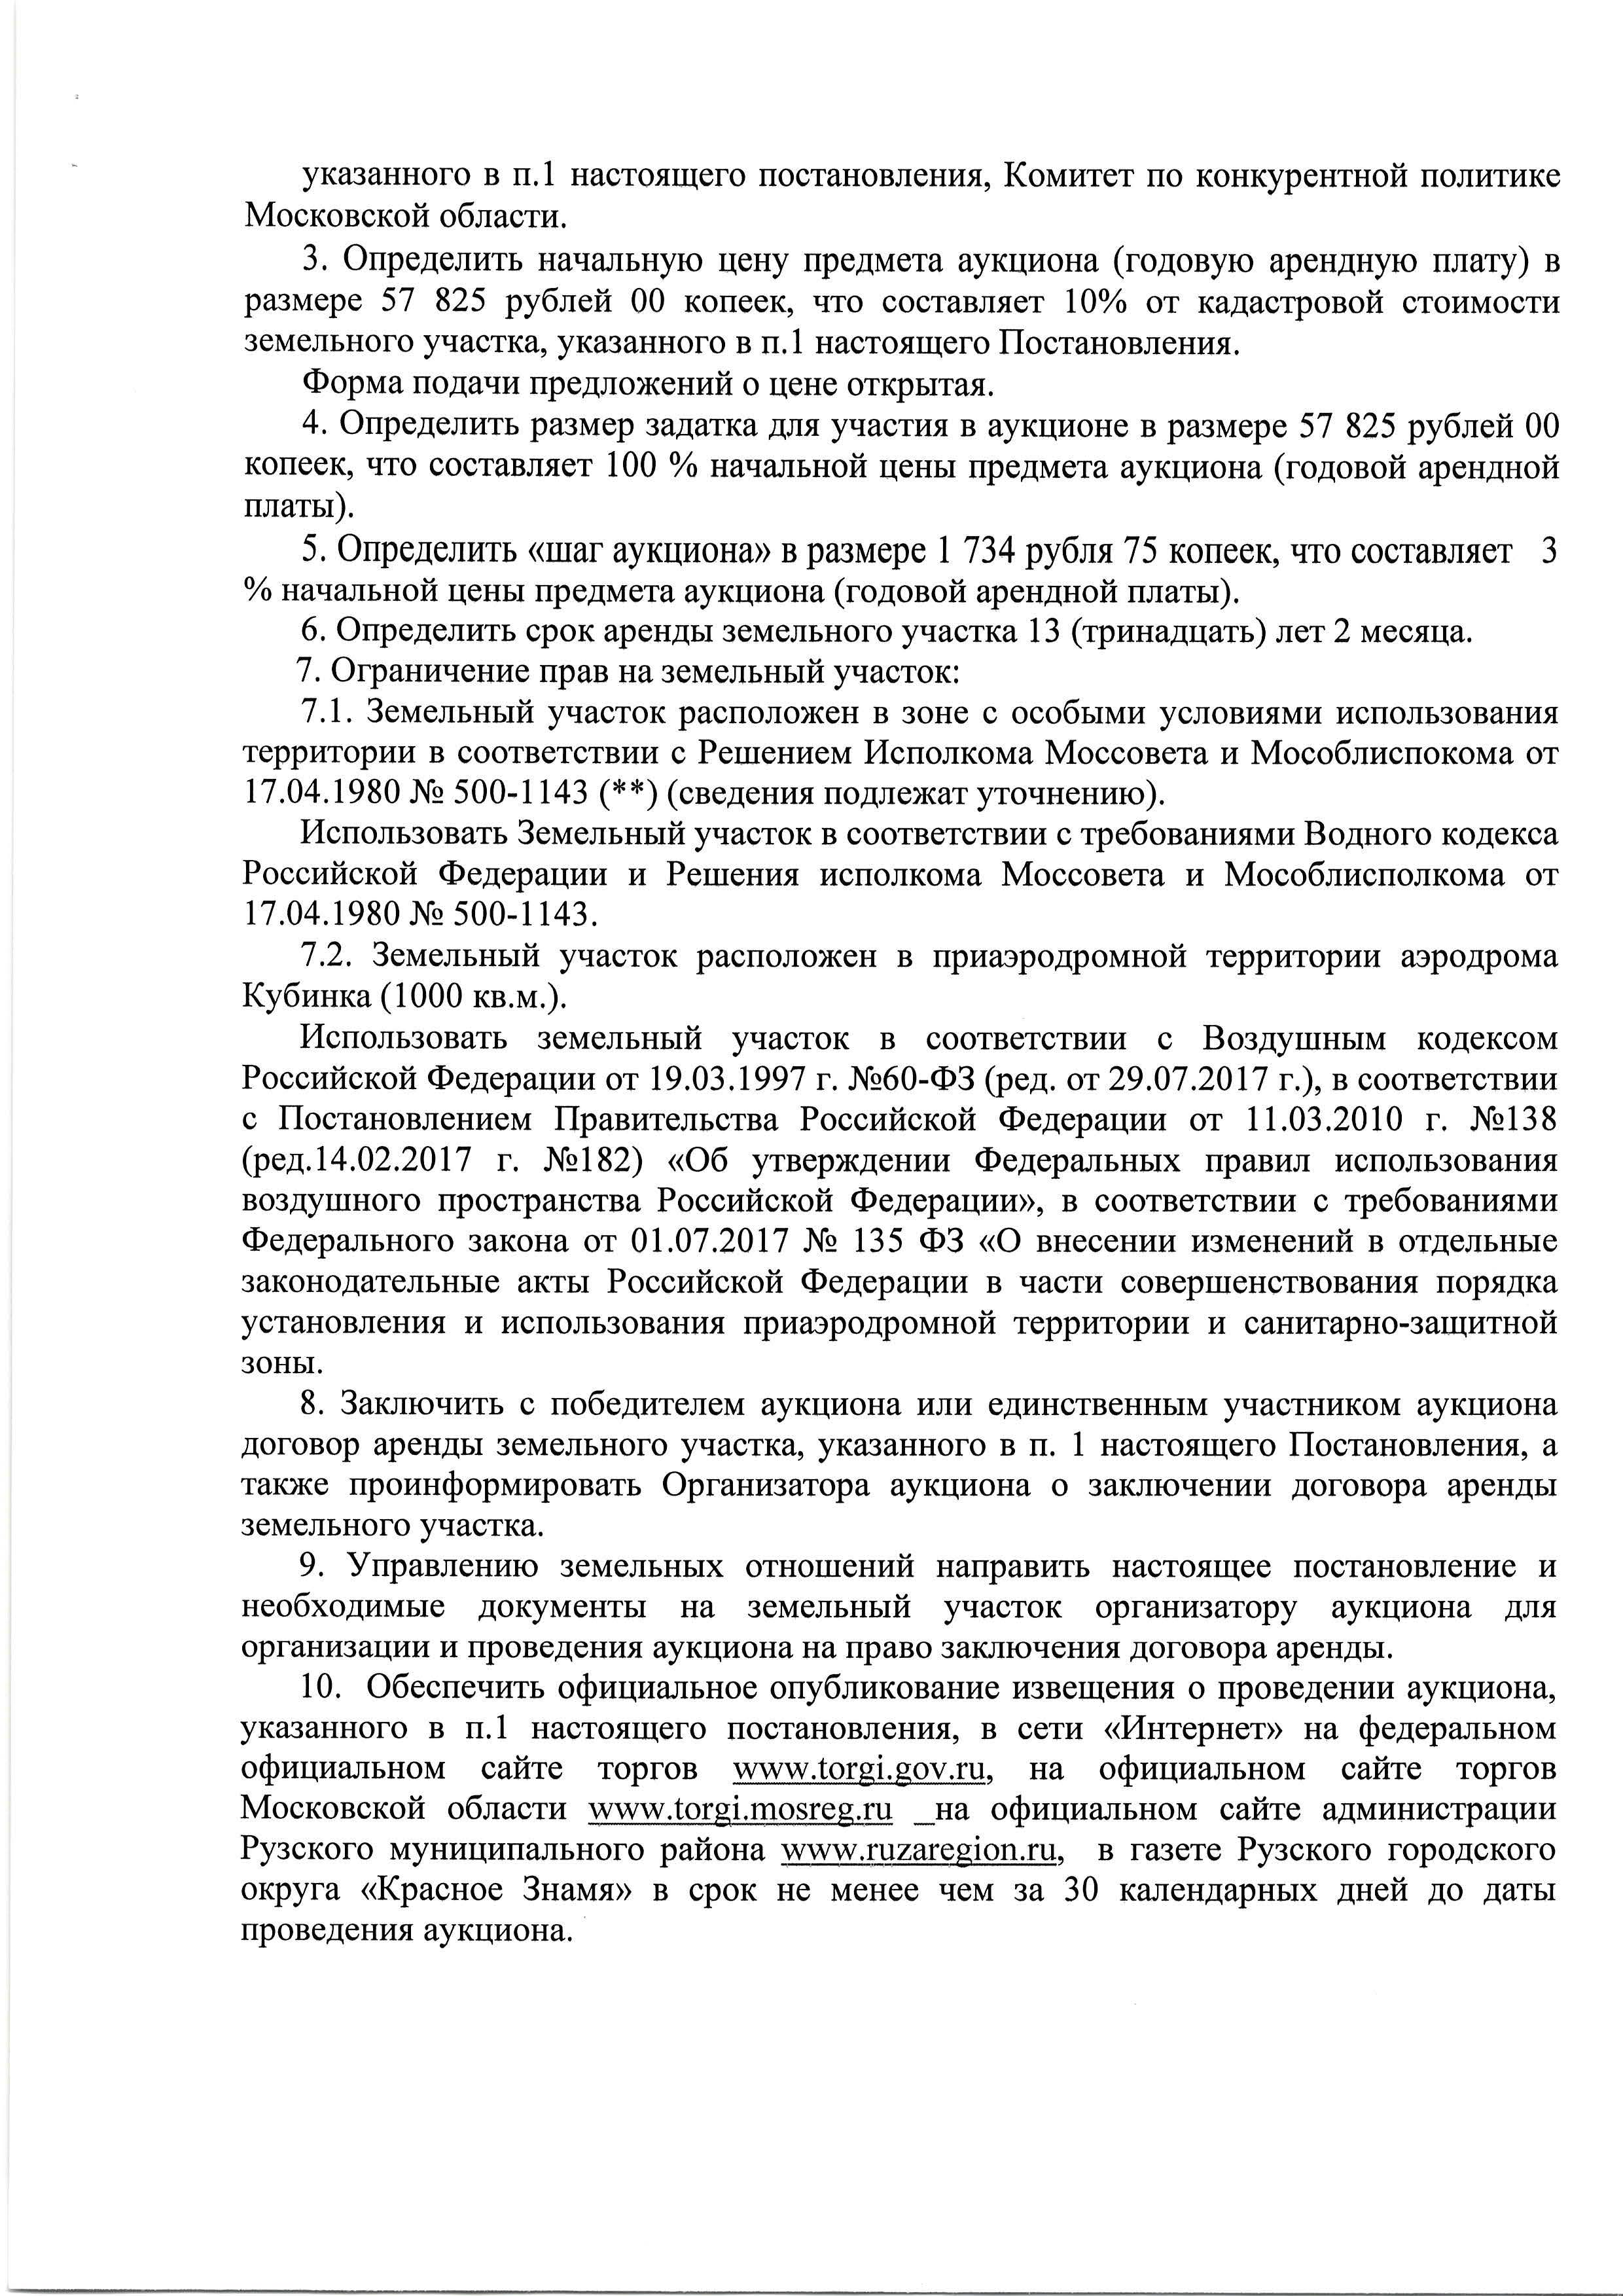 указанного в п.1 настоящего постановления, Комитет по конкурентной политике
Московской области.
3. Определить начальную цену предмета аукциона (годовую арендную плату) в
размере 57 825 рублей 00 копеек, что составляет 10% от кадастровой стоимости
земельного участка, указанного в п.1 настоящего Постановления.
Форма подачи предложений о цене открытая.
4. Определить размер задатка для участия в аукционе в размере 57 825 рублей 00
копеек, что составляет 100 % начальной цены предмета аукциона (годовой арендной
платы).
5. Определить «шаг аукциона» в размере 1 734 рубля 75 копеек, что составляет 3
% начальной цены предмета аукциона (годовой арендной платы).
6. Определить срок аренды земельного участка 13 (тринадцать) лет 2 месяца.
7. Ограничение прав на земельный участок:
7.1. Земельный участок расположен в зоне с особыми условиями использования
территории в соответствии с Решением Исполкома Моссовета и Мособлиспокома от
17.04.1980 № 500-1143 (**) (сведения подлежат уточнению).
Использовать Земельный участок в соответствии с требованиями Водного кодекса
Российской Федерации и Решения исполкома Моссовета и Мособлисполкома от
17.04.1980 № 500-1143.
7.2. Земельный участок расположен в приаэродромной территории аэродрома
Кубинка (1000 кв.м.).
Использовать земельный участок в соответствии с Воздушным кодексом
Российской Федерации от 19.03.1997 г. №60-ФЗ (ред. от 29.07.2017 г.), в соответствии
с Постановлением Правительства Российской Федерации от 11.03.2010 г. №138
(ред.14.02.2017 г. №182) «Об утверждении Федеральных правил использования
воздушного пространства Российской Федерации», в соответствии с требованиями
Федерального закона от 01.07.2017 № 135 ФЗ «О внесении изменений в отдельные
законодательные акты Российской Федерации в части совершенствования порядка
установления и использования приаэродромной территории и санитарно-защитной
зоны.
8. Заключить с победителем аукциона или единственным участником аукциона
договор аренды земельного участка, указанного в п. 1 настоящего Постановления, а
также проинформировать Организатора аукциона о заключении договора аренды
земельного участка.
9. Управлению земельных отношений направить настоящее постановление и
необходимые документы на земельный участок организатору аукциона для
организации и проведения аукциона на право заключения договора аренды.
10. Обеспечить официальное опубликование извещения о проведении аукциона,
указанного в п.1 настоящего постановления, в сети «Интернет» на федеральном
официальном сайте торгов www.torgi.gov.ru, на официальном сайте торгов
Московской области www.torgi.mosreg.ru _на официальном сайте администрации
Рузского муниципального района www.ruzaregion.ru, в газете Рузского городского
округа «Красное Знамя» в срок не менее чем за 30 календарных дней до даты
проведения аукциона.